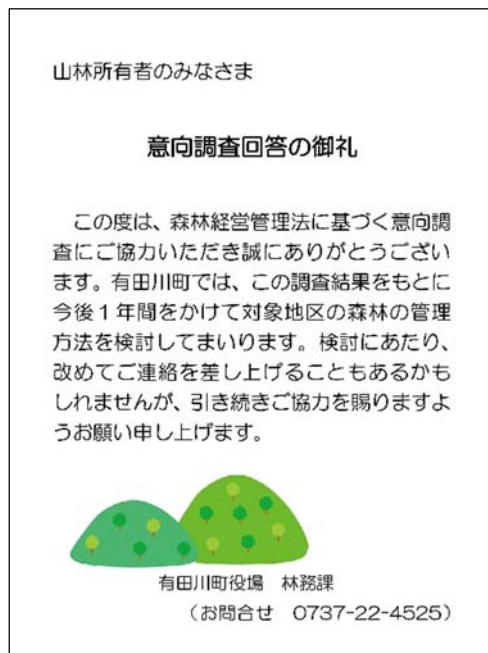 山林所有者のみなさま
意向調査回答の御礼
この度は、森林経営管理法に基づく意向調
査にご協力いただき誠にありがとうござい
ます。有田川町では、この調査結果をもとに
今後１年間をかけて対象地区の森林の管理
方法を検討してまいります。検討にあたり、
改めてご連絡を差し上げることもあるかも
しれませんが、引き続きご協力を賜りますよ
うお願い申し上げます。
有田川町役場　林務課
（お問合せ　0737-22-4525）